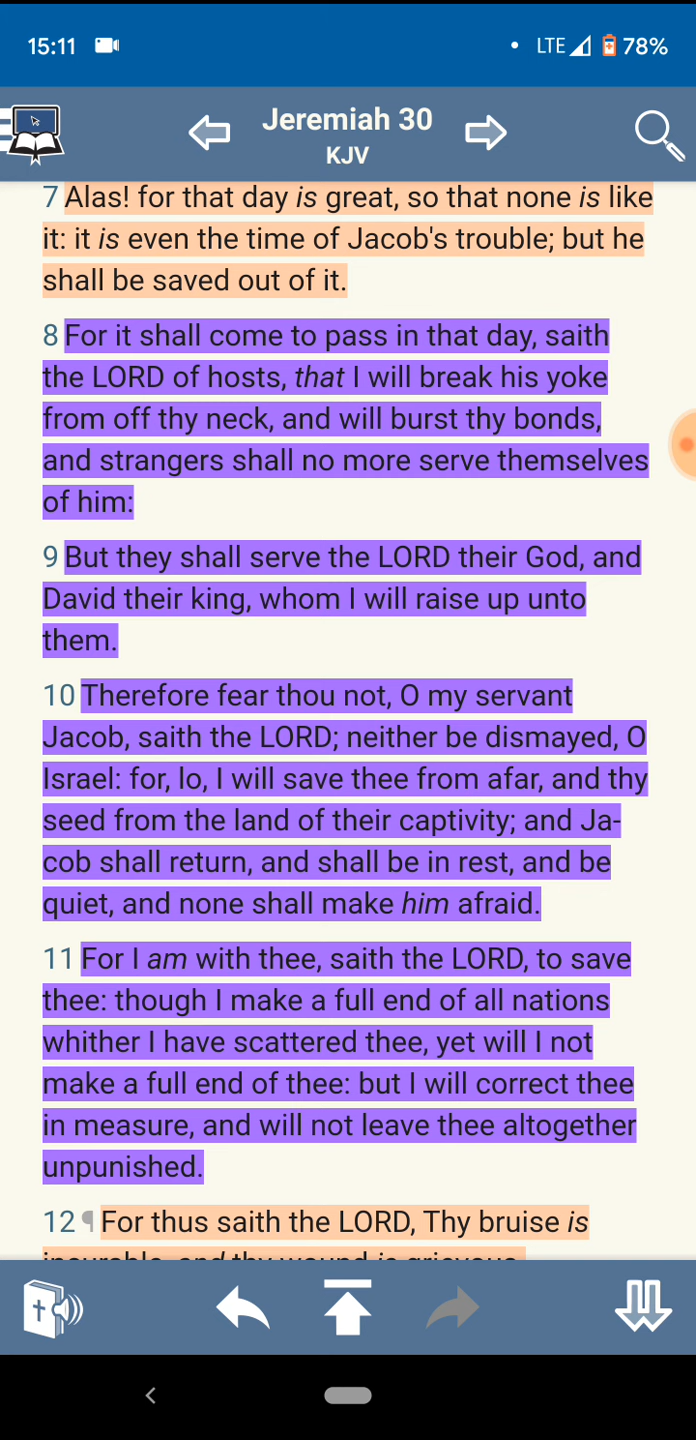 15:11 LTE 78%
Jeremiah 30
KJV
7 Alas! for that day is great, so that none is like
it: it is even the time of Jacob's trouble; but he
shall be saved out of it.
8 For it shall come to pass in that day, saith
the LORD of hosts, that I will break his yoke
from off thy neck, and will burst thy bonds,
and strangers shall no more serve themselves
of him:
9 But they shall serve the LORD their God, and
David their king, whom I will raise up unto
them.
10 Therefore fear thou not, O my servant
Jacob, saith the LORD; neither be dismayed, O
Israel: for, lo, I will save thee from afar, and thy
seed from the land of their captivity; and Ja-
cob shall return, and shall be in rest, and be
quiet, and none shall make him afraid.
11 For I am with thee, saith the LORD, to save
thee: though I make a full end of all nations
whither I have scattered thee, yet will I not
make a full end of thee: but I will correct thee
in measure, and will not leave thee altogether
unpunished.
12 ¶ For thus saith the LORD, Thy bruise is
incurable, and thy wound is grievous.